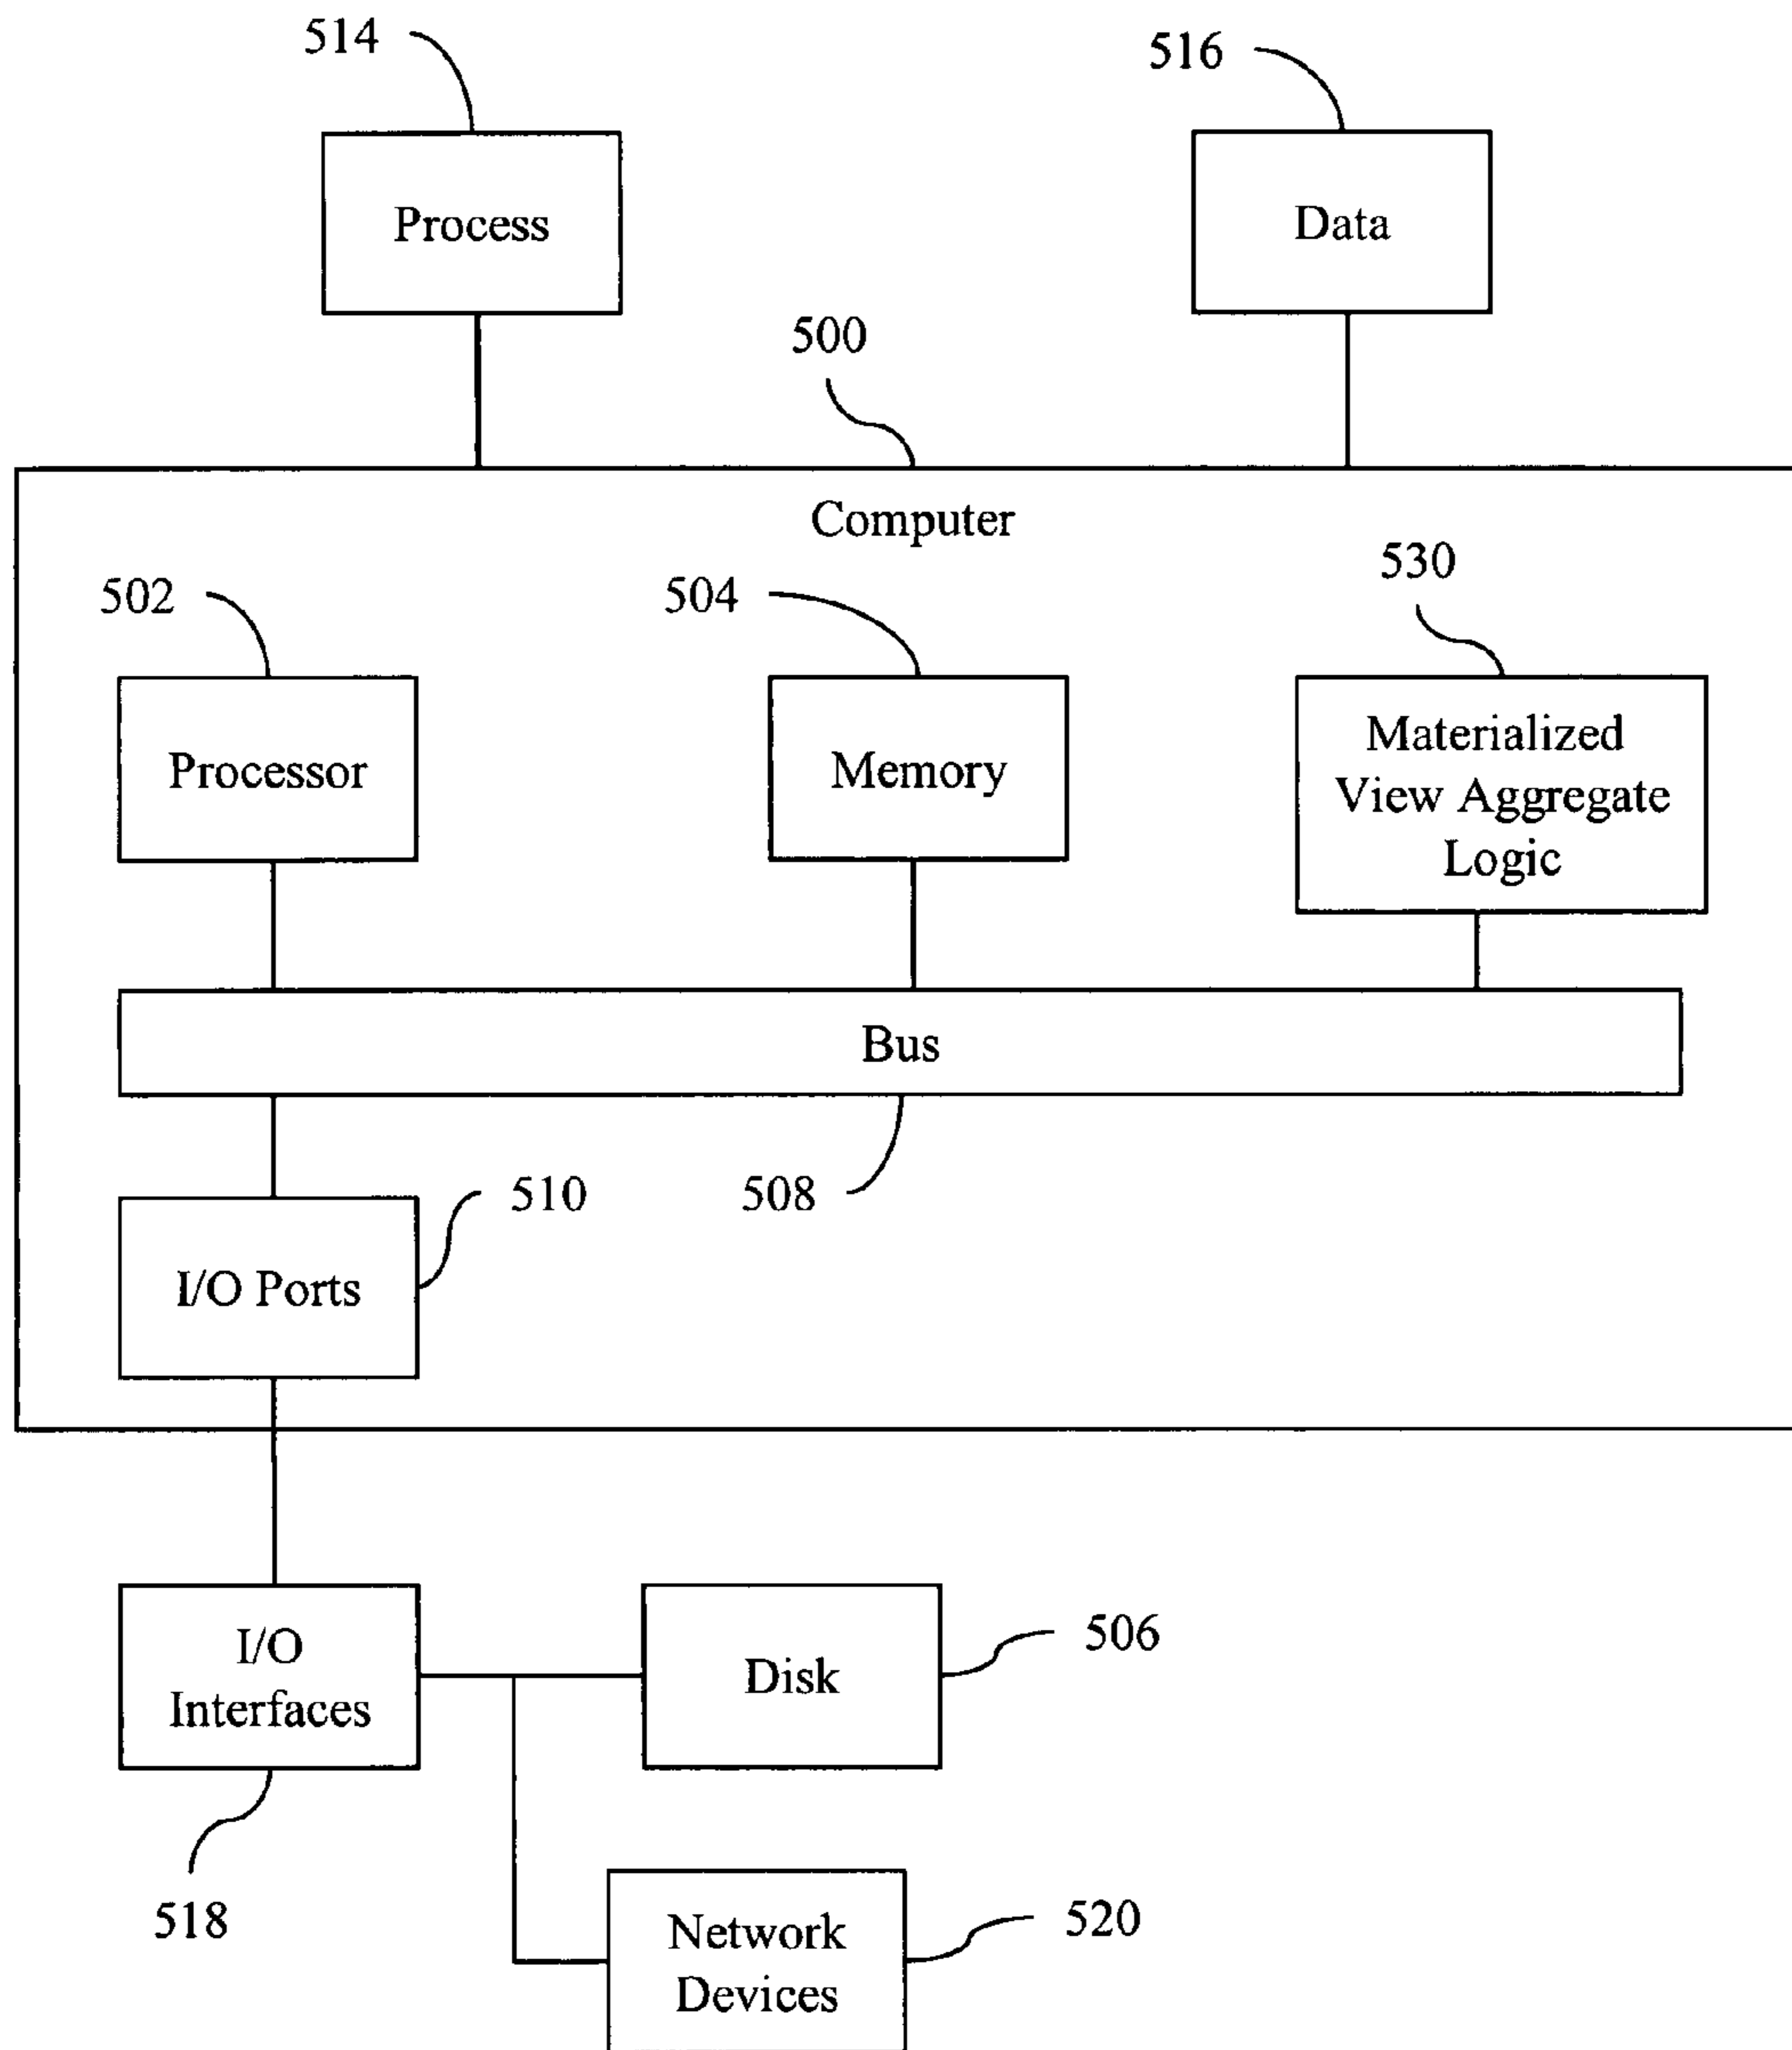 514
516
Process
Data
500
Computer
530
502
504
Processor
Memory
Materialized
View Aggregate
Logic
Bus
510
508
I/O Ports
I/O
Interfaces
Disk
506
518
Network
Devices
520